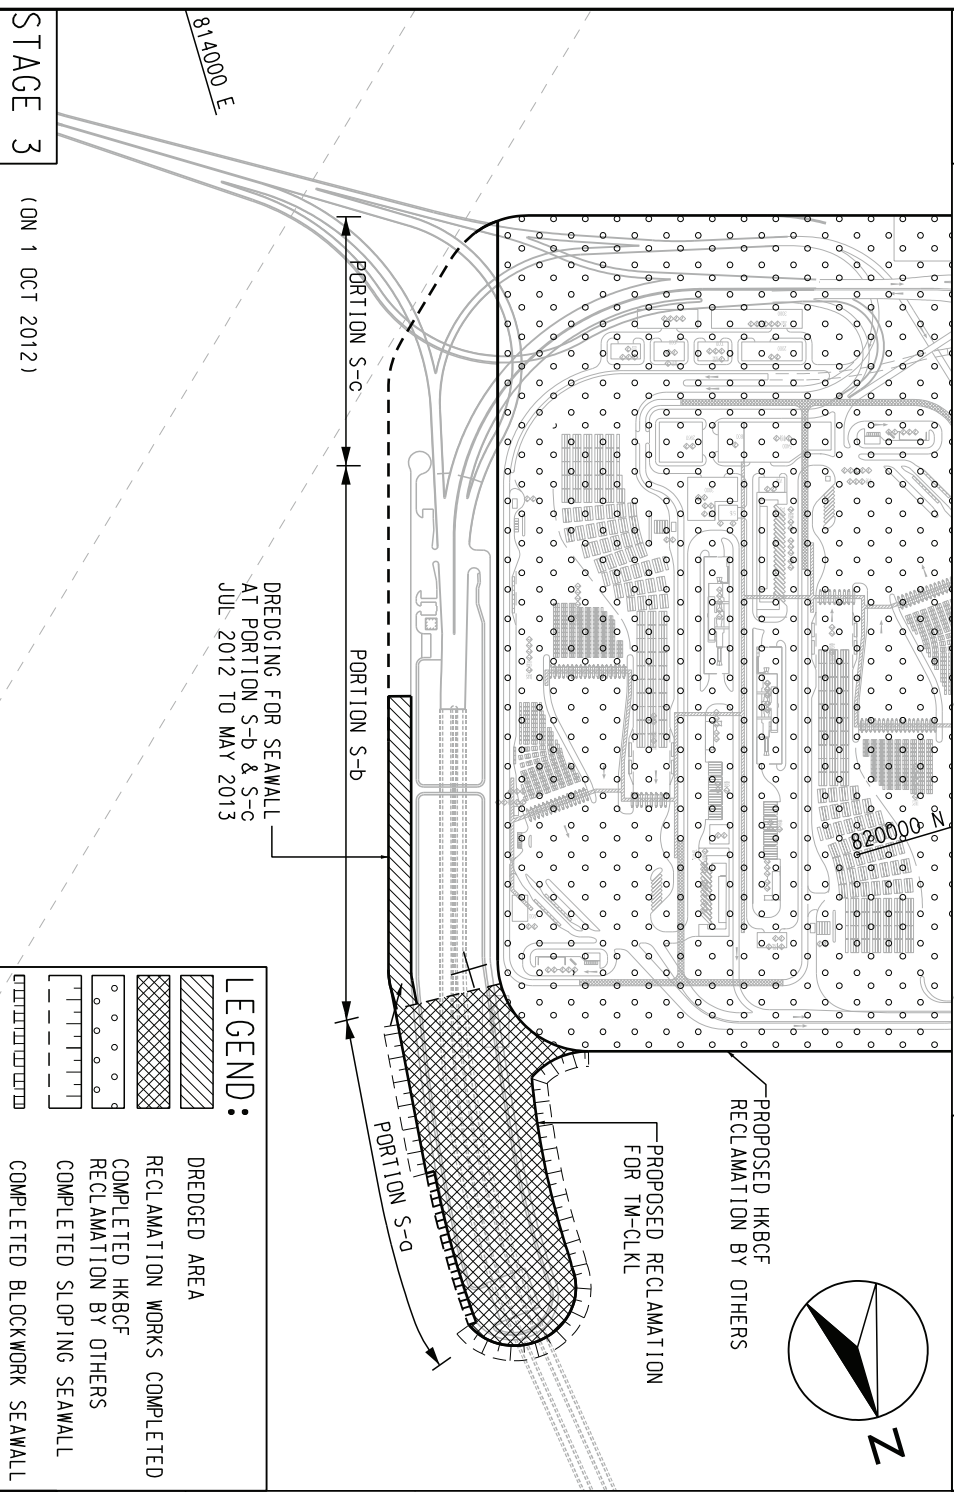 STAGE 3
(ON 1 OCT 2012)
814000 E
820000 N
PORTION S-c
PORTION S-b
PORTION S-a
DREDGING FOR SEAWALL
AT PORTION S-b & S-c
JUL 2012 TO MAY 2013
PROPOSED HKBCF
RECLAMATION BY OTHERS
PROPOSED RECLAMATION
FOR TM-CLKL
N
LEGEND:
DREDGED AREA
RECLAMATION WORKS COMPLETED
COMPLETED HKBCF
RECLAMATION BY OTHERS
COMPLETED SLOPING SEAWALL
COMPLETED BLOCKWORK SEAWALL